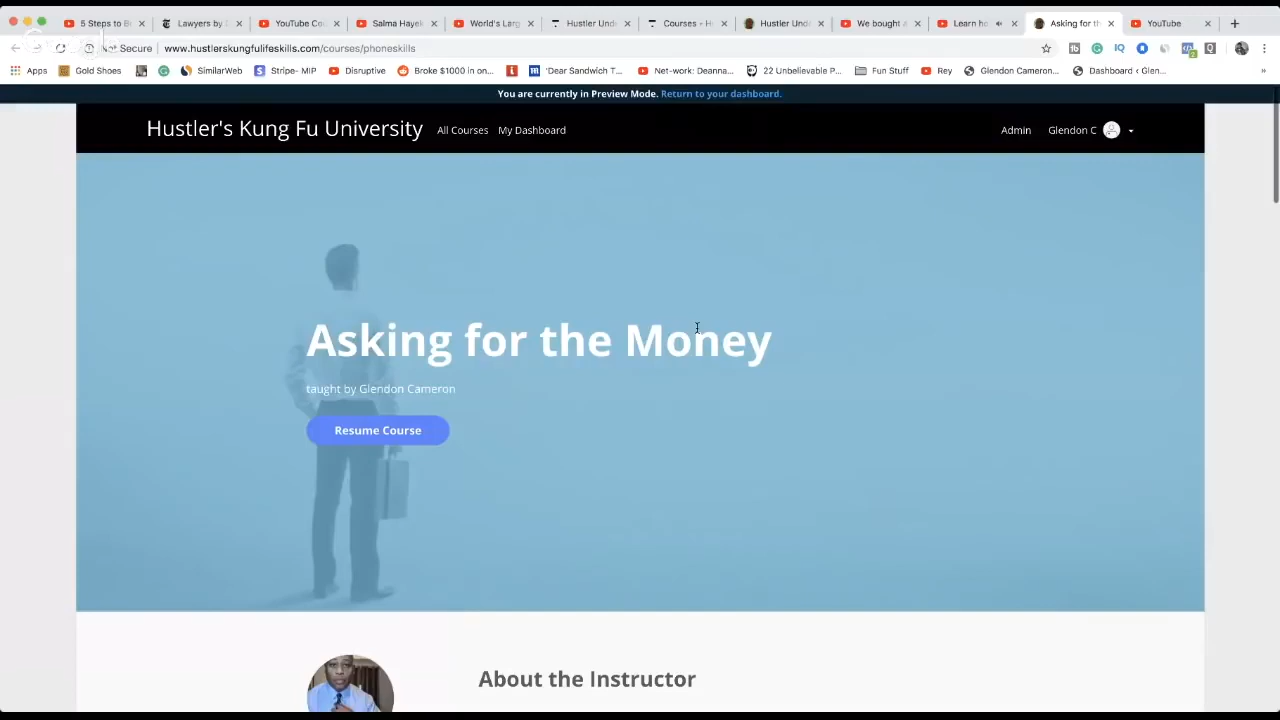 5 Steps to B
Lawyers by
YouTube Cou
Salma Hayek
World's Larg
Hustler Und
Courses - H
Hustler Und
We bought a
Learn ho
Asking for th
YouTube
Not Secure
www.hustlerskungfulifeskills.com/courses/phoneskills
Apps
Gold Shoes
SimilarWeb
Stripe- MIP
Disruptive
Broke $1000 in on...
'Dear Sandwich T...
Net-work: Deanna...
22 Unbelievable P...
Fun Stuff
Rey
Glendon Cameron...
Dashboard ‹ Glen...
You are currently in Preview Mode. Return to your dashboard.
Hustler's Kung Fu University
All Courses
My Dashboard
Admin
Glendon C
Asking for the Money
taught by Glendon Cameron
Resume Course
About the Instructor